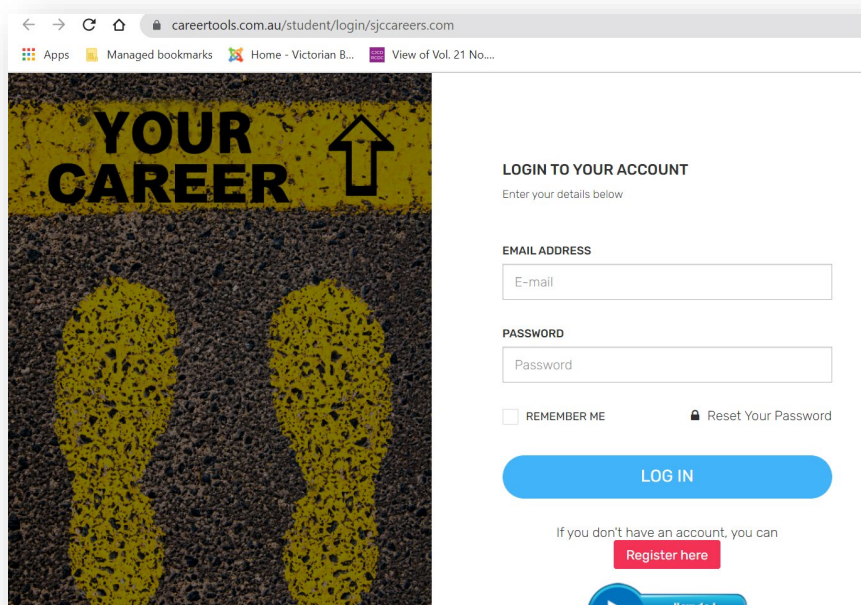 careertools.com.au/student/login/sjccareers.com
Apps Managed bookmarks Home - Victorian B... View of Vol. 21 No....
YOUR
CAREER
LOGIN TO YOUR ACCOUNT
Enter your details below
EMAIL ADDRESS
E-mail
PASSWORD
Password
REMEMBER ME Reset Your Password
LOG IN
If you don't have an account, you can
Register here